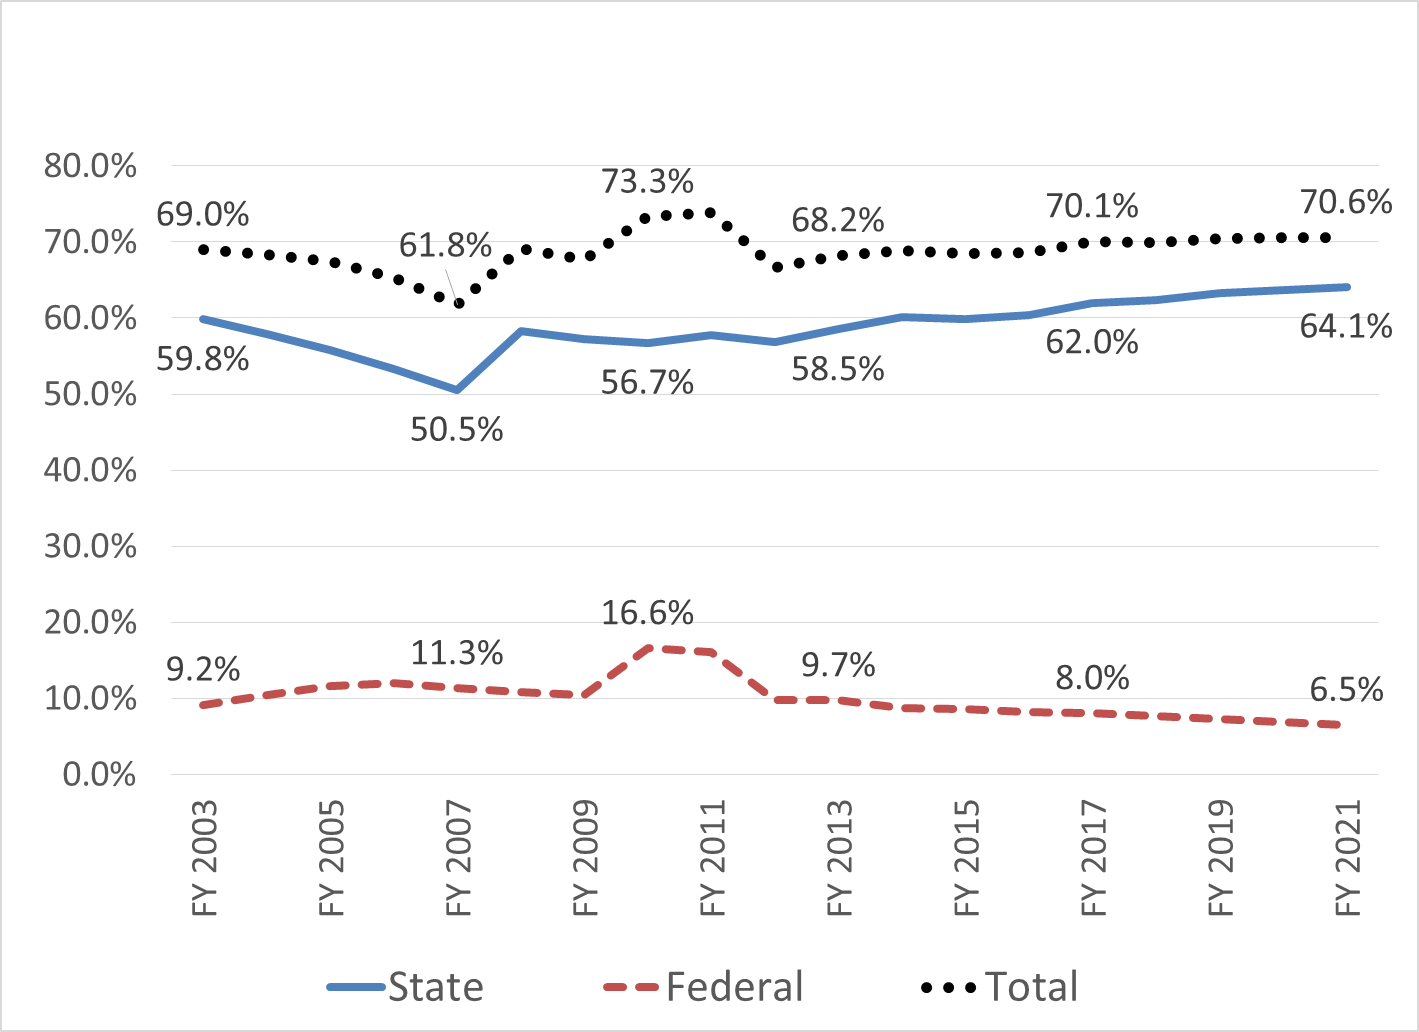 80.0%
70.0%
60.0%
50.0%
40.0%
30.0%
20.0%
10.0%
0.0%
69.0%
61.8%
73.3%
68.2%
70.1%
70.6%
59.8%
50.5%
56.7%
58.5%
62.0%
64.1%
9.2%
11.3%
16.6%
9.7%
8.0%
6.5%
FY 2003
FY 2005
FY 2007
FY 2009
FY 2011
FY 2013
FY 2015
FY 2017
FY 2019
FY 2021
State
Federal
Total